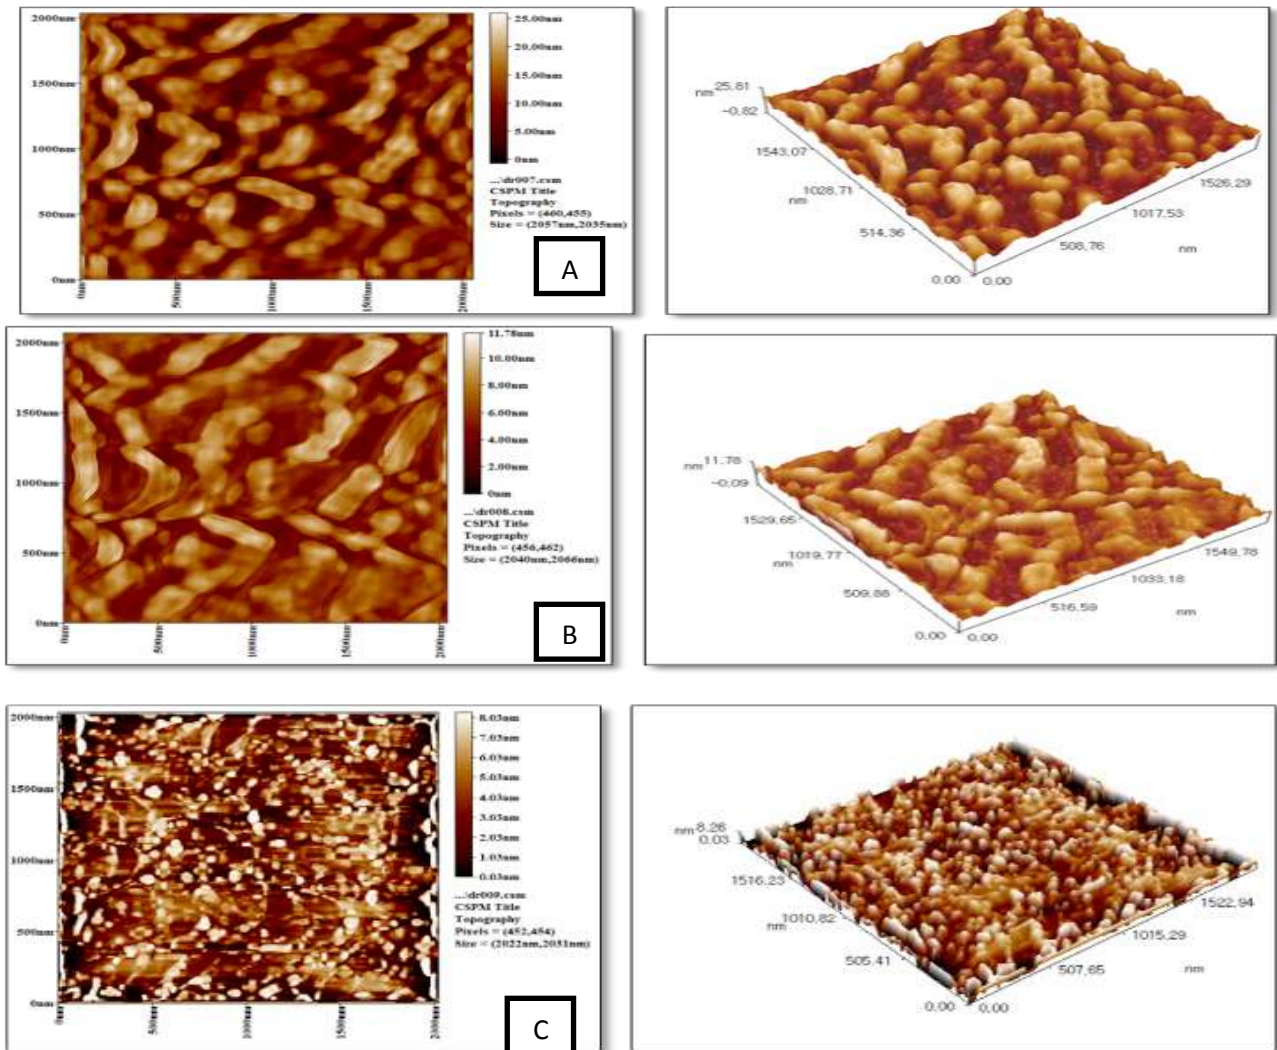 2000nm
1500nm
1000nm
500nm
0nm
0nm
500nm
1000nm
1500nm
2000nm
25.00nm
20.00nm
15.00nm
10.00nm
5.00nm
0nm
...\dr007.csm
CSPM Title
Topography
Pixels = (460,455)
Size = (2057nm,2035nm)
A
nm
25.81
-0.82
1543.07
1028.71
nm
514.36
0.00
0.00
508.76
1017.53
1526.29
nm
2000nm
1500nm
1000nm
500nm
0nm
0nm
500nm
1000nm
1500nm
2000nm
11.78nm
10.00nm
8.00nm
6.00nm
4.00nm
2.00nm
0nm
...\dr008.csm
CSPM Title
Topography
Pixels = (456,462)
Size = (2040nm,2066nm)
B
nm
11.78
-0.09
1529.65
1019.77
nm
509.88
0.00
0.00
516.59
1033.18
1549.78
nm
2000nm
1500nm
1000nm
500nm
0nm
0nm
500nm
1000nm
1500nm
2000nm
8.03nm
7.03nm
6.03nm
5.03nm
4.03nm
3.03nm
2.03nm
1.03nm
0.03nm
...\dr009.csm
CSPM Title
Topography
Pixels = (452,454)
Size = (2022nm,2031nm)
C
nm
8.26
0.03
1516.23
1010.82
nm
505.41
0.00
0.00
507.65
1015.29
1522.94
nm